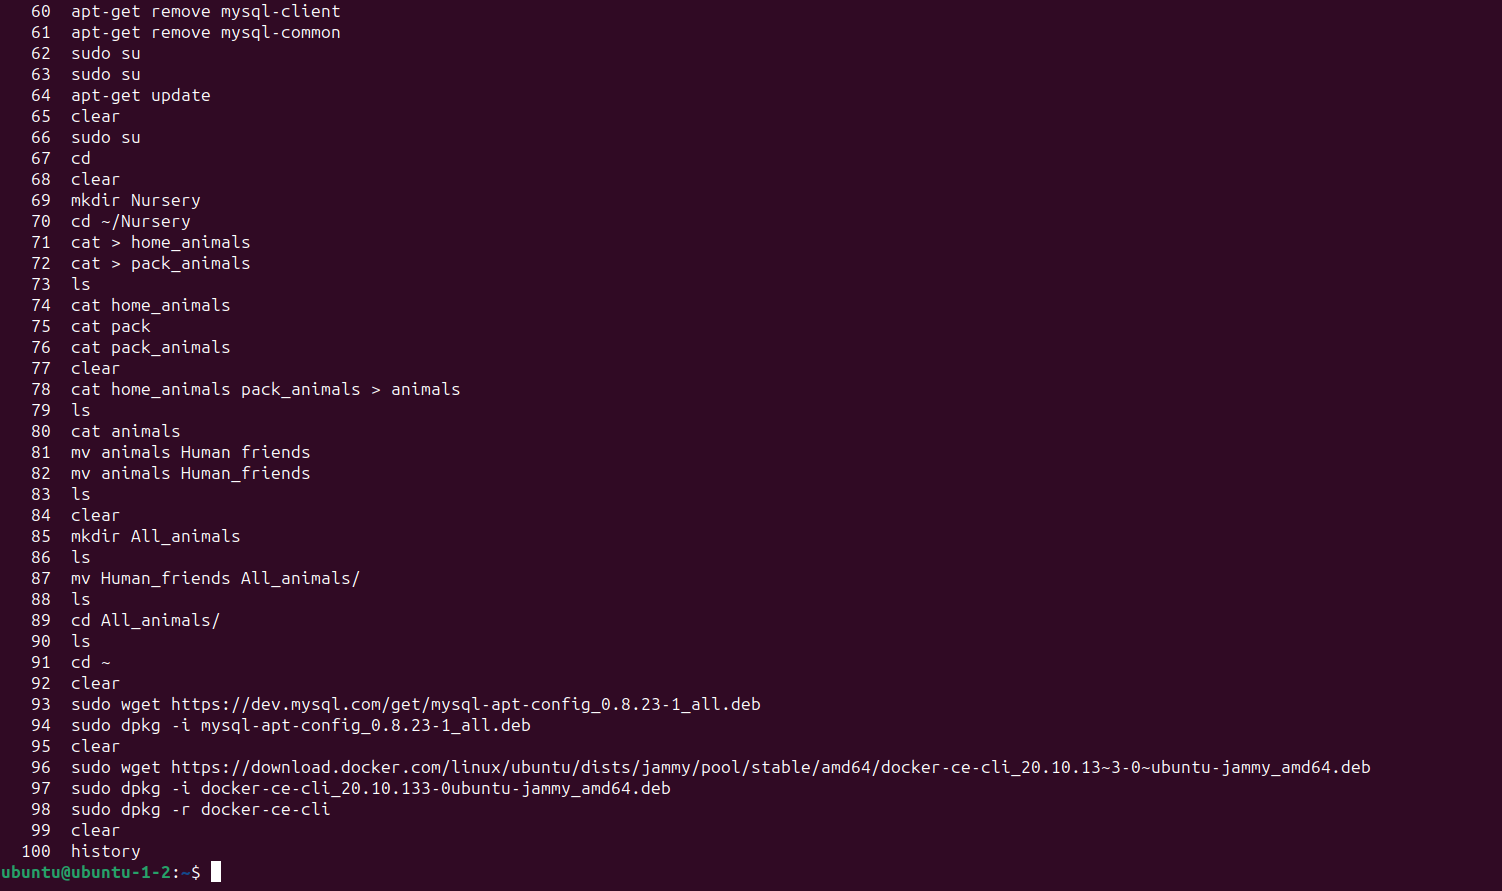 60 apt-get remove mysql-client
61 apt-get remove mysql-common
62 sudo su
63 sudo su
64 apt-get update
65 clear
66 sudo su
67 cd
68 clear
69 mkdir Nursery
70 cd ~/Nursery
71 cat > home_animals
72 cat > pack_animals
73 ls
74 cat home_animals
75 cat pack
76 cat pack_animals
77 clear
78 cat home_animals pack_animals > animals
79 ls
80 cat animals
81 mv animals Human friends
82 mv animals Human_friends
83 ls
84 clear
85 mkdir All_animals
86 ls
87 mv Human_friends All_animals/
88 ls
89 cd All_animals/
90 ls
91 cd ~
92 clear
93 sudo wget https://dev.mysql.com/get/mysql-apt-config_0.8.23-1_all.deb
94 sudo dpkg -i mysql-apt-config_0.8.23-1_all.deb
95 clear
96 sudo wget https://download.docker.com/linux/ubuntu/dists/jammy/pool/stable/amd64/docker-ce-cli_20.10.13~3-0~ubuntu-jammy_amd64.deb
97 sudo dpkg -i docker-ce-cli_20.10.133-0ubuntu-jammy_amd64.deb
98 sudo dpkg -r docker-ce-cli
99 clear
100 history
ubuntu@ubuntu-1-2:~$